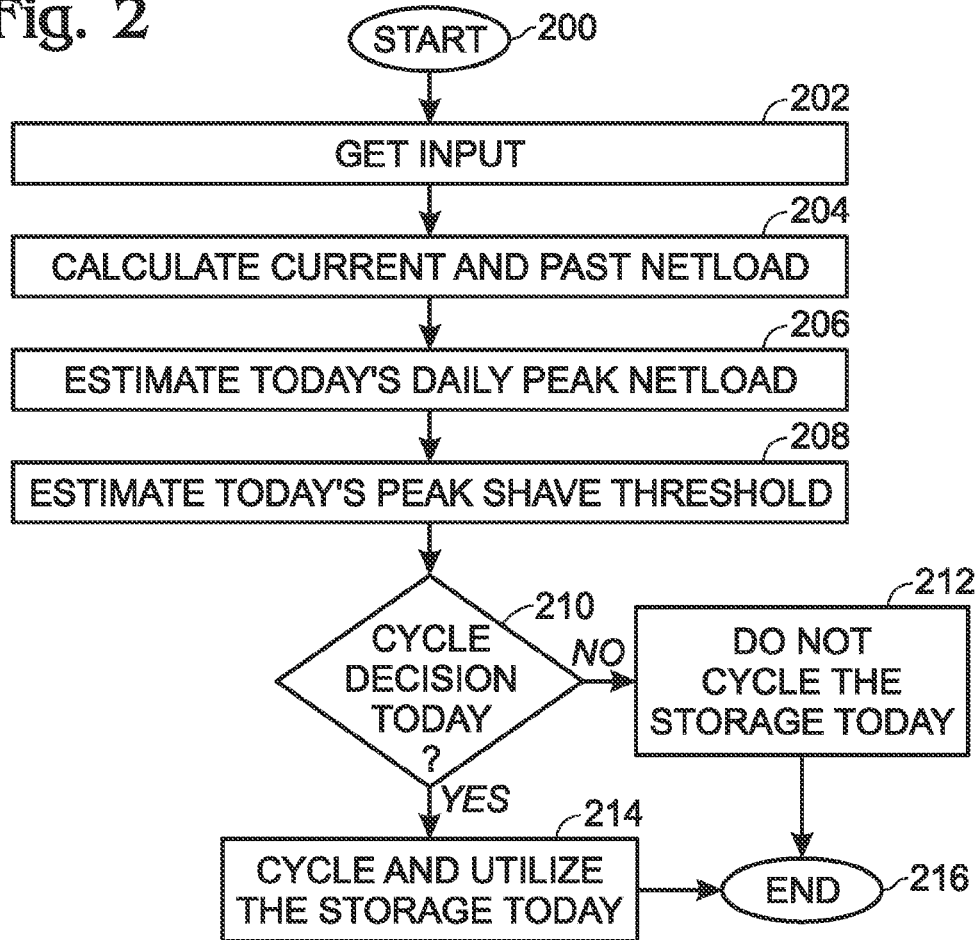 Fig. 2
START
200
202
GET INPUT
204
CALCULATE CURRENT AND PAST NETLOAD
206
ESTIMATE TODAY'S DAILY PEAK NETLOAD
208
ESTIMATE TODAY'S PEAK SHAVE THRESHOLD
210
CYCLE
DECISION
TODAY
?
NO
212
DO NOT
CYCLE THE
STORAGE TODAY
YES
214
CYCLE AND UTILIZE
THE STORAGE TODAY
END
216